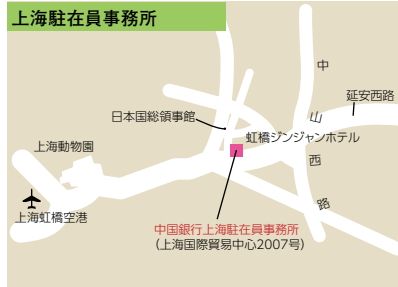 上海駐在員事務所
中山西路
延安西路
日本国総領事館
虹橋ジンジャンホテル
上海動物園
上海虹橋空港
中国銀行上海駐在員事務所
(上海国際貿易中心2007号)